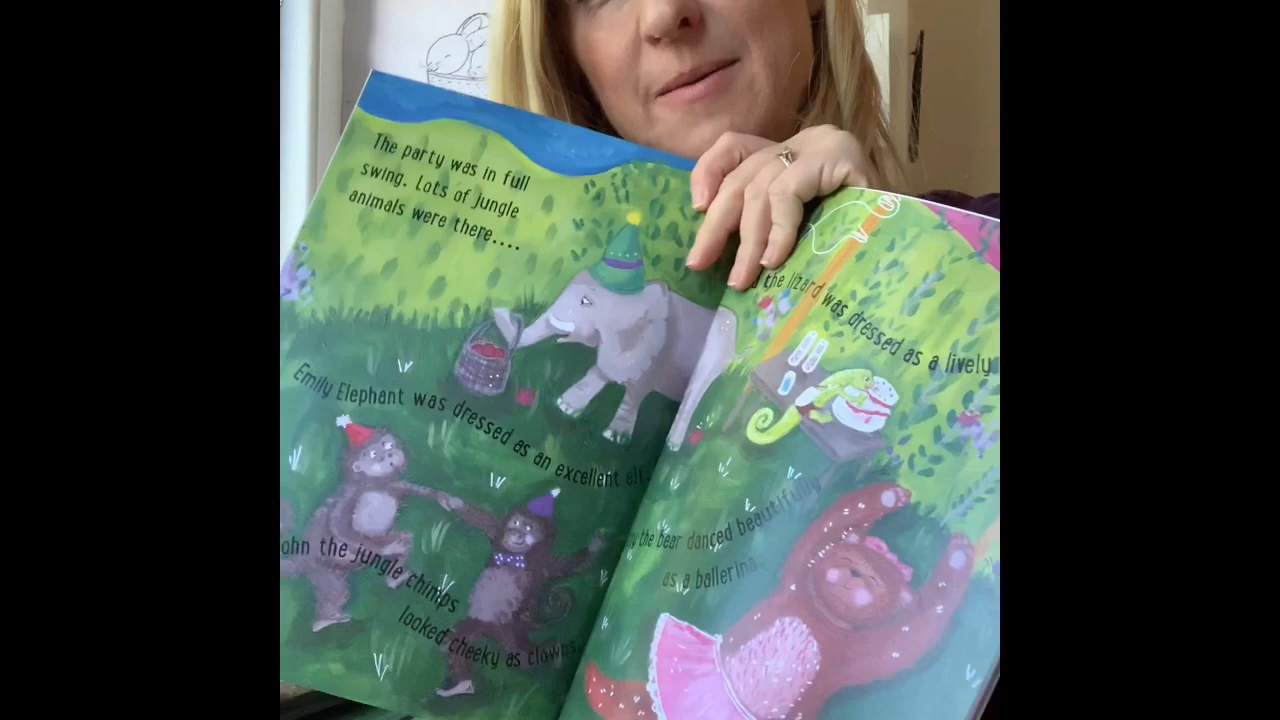 The party was in full
swing. Lots of jungle
animals were there....
Emily Elephant was dressed as an excellent elf.
ohn the jungle chimps
looked cheeky as clowns.
the lizard was dressed as a lively
the bear danced beautifully
as a ballerina.